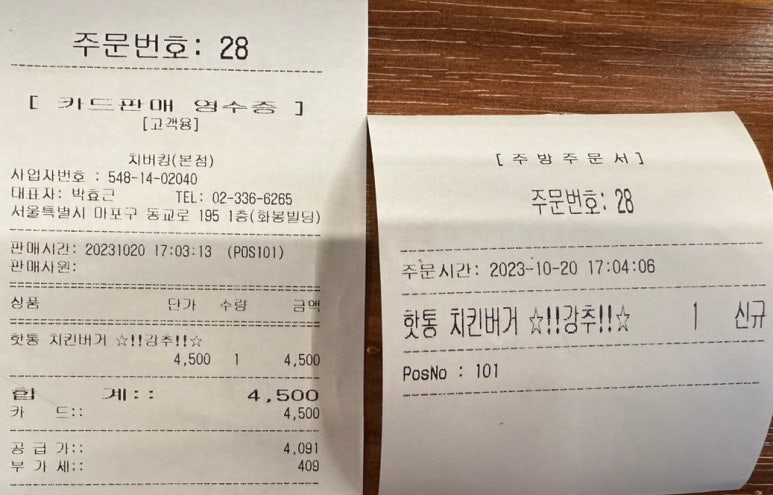 주문번호: 28
[ 카드판매 영수증 ]
[고객용]
치버킹(본점)
사업자번호 : 548-14-02040
대표자: 박효근 TEL: 02-336-6265
서울특별시 마포구 동교로 195 1층(화봉빌딩)
판매시간: 20231020 17:03:13 (POS101)
판매사원:
상품 단가 수량 금액
핫통 치킨버거 ☆!!강추!!☆
4,500 1 4,500
합 계:: 4,500
카 드:: 4,500
공 급 가:: 4,091
부 가 세:: 409
[ 주 방 주 문 서 ]
주문번호: 28
주문시간: 2023-10-20 17:04:06
핫통 치킨버거 ☆!!강추!!☆ 1 신규
PosNo : 101